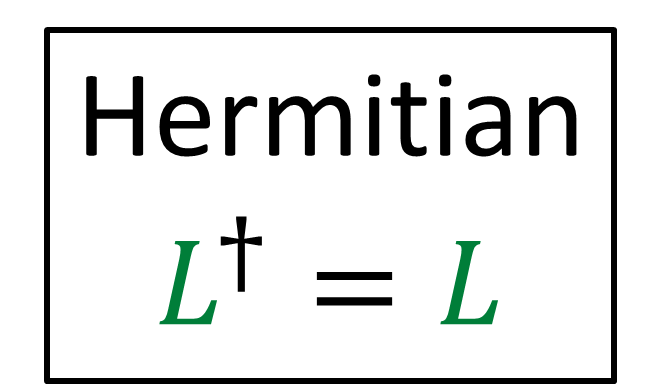 Hermitian
L† = L